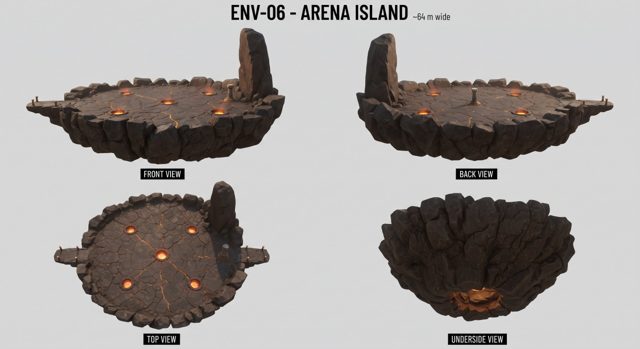 ENV-06 - ARENA ISLAND ~64 m wide
FRONT VIEW
BACK VIEW
TOP VIEW
UNDERSIDE VIEW